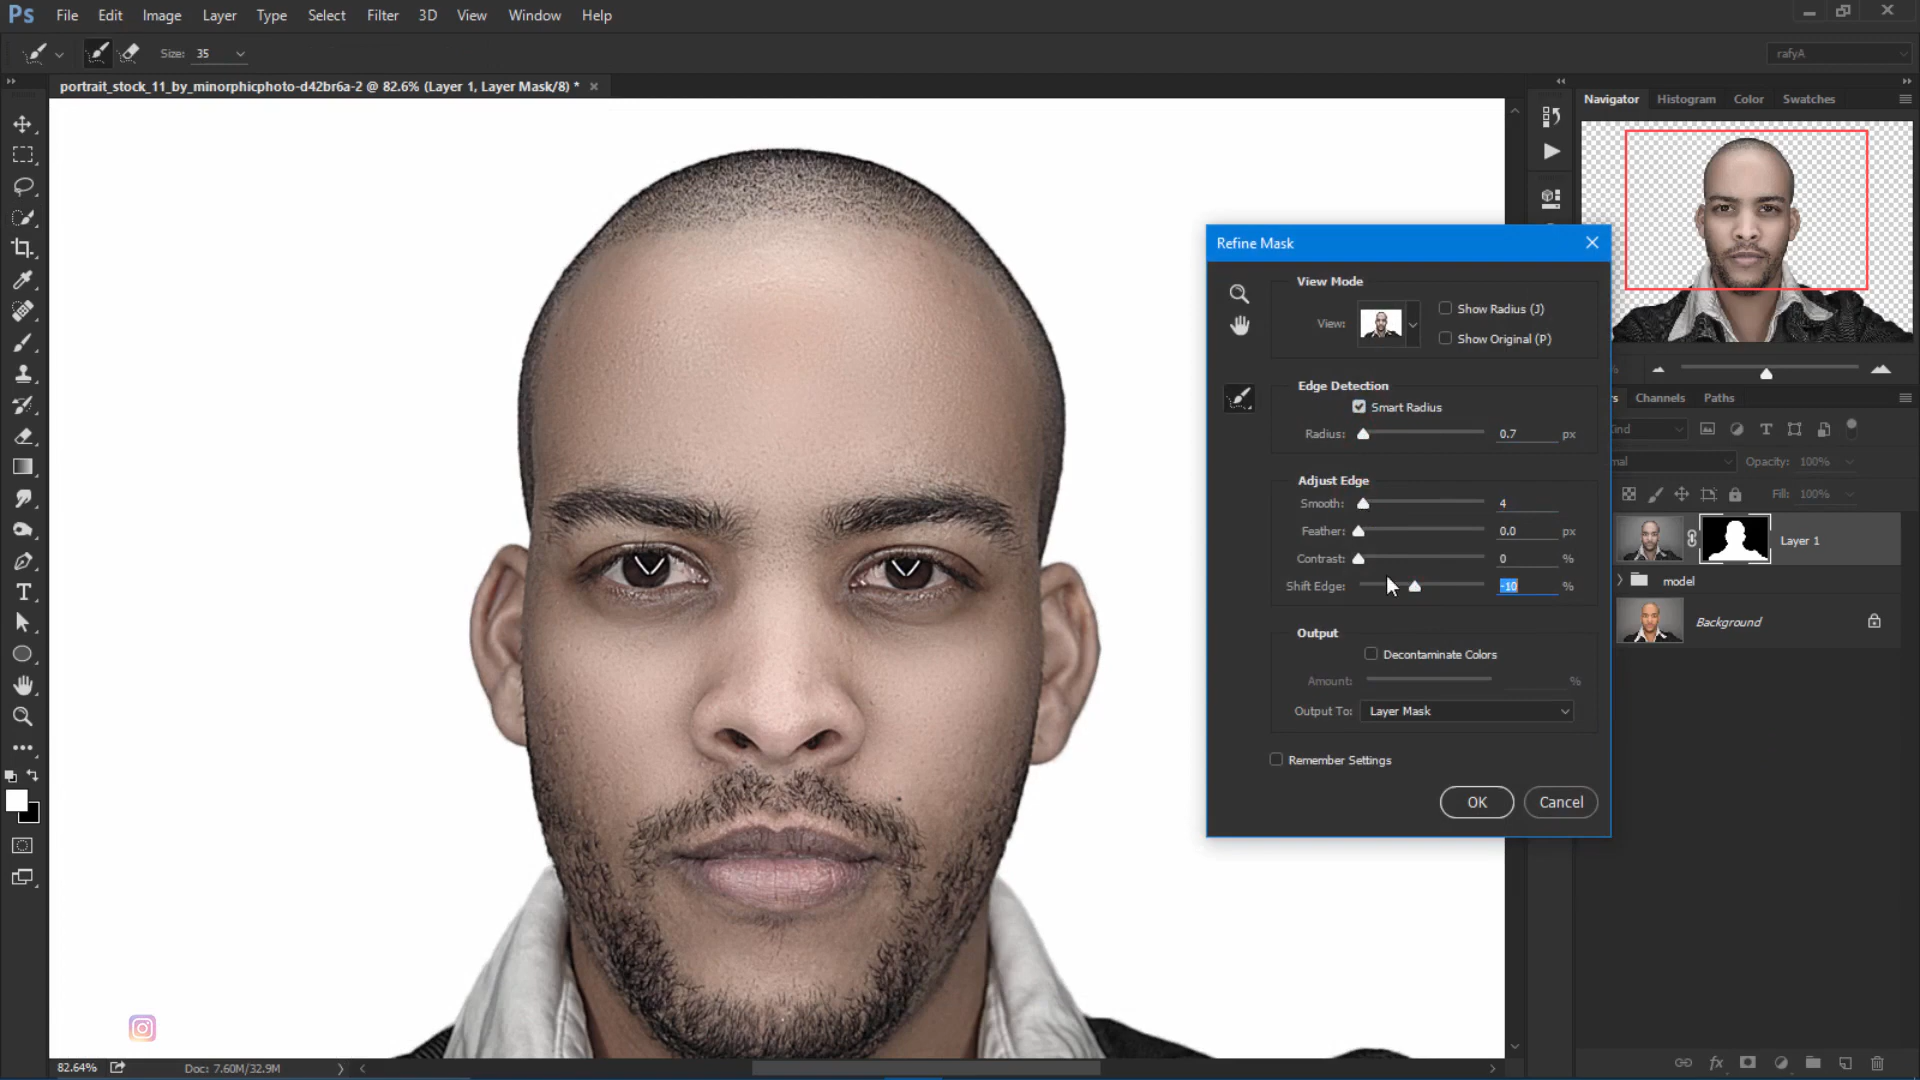 Ps File Edit Image Layer Type Select Filter 3D View Window Help
Size: 35
rafyA
portrait_stock_11_by_minorphicphoto-d42br6a-2 @ 82.6% (Layer 1, Layer Mask/8) *
Navigator Histogram Color Swatches
Refine Mask
View Mode
View:
Show Radius (J)
Show Original (P)
Edge Detection
Smart Radius
Radius: 0.7 px
Adjust Edge
Smooth: 4
Feather: 0.0 px
Contrast: 0 %
Shift Edge: -10 %
Output
Decontaminate Colors
Amount: %
Output To: Layer Mask
Remember Settings
OK Cancel
%
Channels Paths
Opacity: 100%
Fill: 100%
Layer 1
model
Background
T
82.64% Doc: 7.60M/32.9M
fx